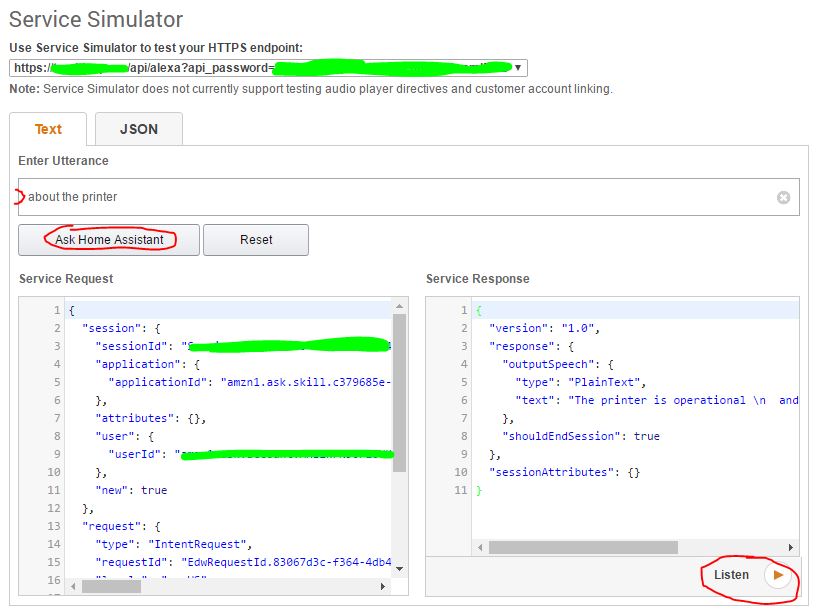 Service Simulator
Use Service Simulator to test your HTTPS endpoint:
https:/ /api/alexa?api_password=
Note: Service Simulator does not currently support testing audio player directives and customer account linking.
Text JSON
Enter Utterance
about the printer
Ask Home Assistant Reset
Service Request
1 {
2 "session": {
3 "sessionId": "
4 "application": {
5 "applicationId": "amzn1.ask.skill.c379685e-
6 },
7 "attributes": {},
8 "user": {
9 "userId": "
10 },
11 "new": true
12 },
13 "request": {
14 "type": "IntentRequest",
15 "requestId": "EdwRequestId.83067d3c-f364-4db4
16
Service Response
1 {
2 "version": "1.0",
3 "response": {
4 "outputSpeech": {
5 "type": "PlainText",
6 "text": "The printer is operational \n and
7 },
8 "shouldEndSession": true
9 },
10 "sessionAttributes": {}
11 }
Listen